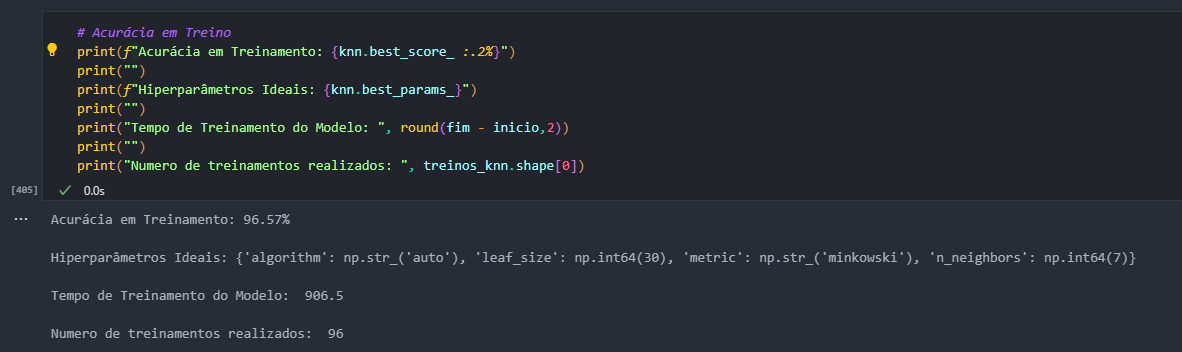 # Acurácia em Treino
print(f"Acurácia em Treinamento: {knn.best_score_ :.2%}")
print("")
print(f"Hiperparâmetros Ideais: {knn.best_params_}")
print("")
print("Tempo de Treinamento do Modelo: ", round(fim - inicio,2))
print("")
print("Numero de treinamentos realizados: ", treinos_knn.shape[0])
[405] 0.0s
... Acurácia em Treinamento: 96.57%
Hiperparâmetros Ideais: {'algorithm': np.str_('auto'), 'leaf_size': np.int64(30), 'metric': np.str_('minkowski'), 'n_neighbors': np.int64(7)}
Tempo de Treinamento do Modelo:  906.5
Numero de treinamentos realizados:  96